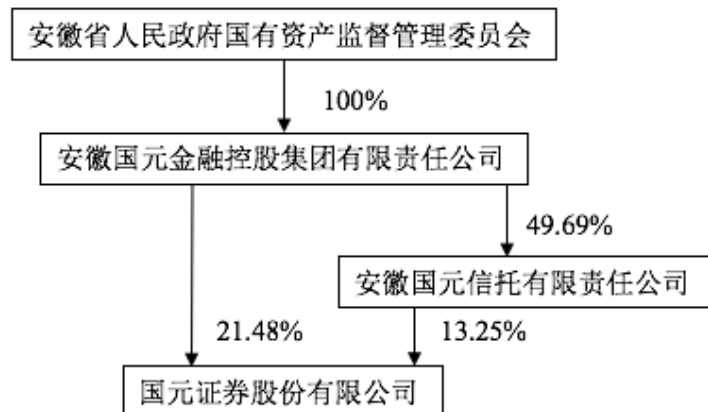 安徽省人民政府国有资产监督管理委员会
100%
安徽国元金融控股集团有限责任公司
49.69%
安徽国元信托有限责任公司
21.48%
13.25%
国元证券股份有限公司